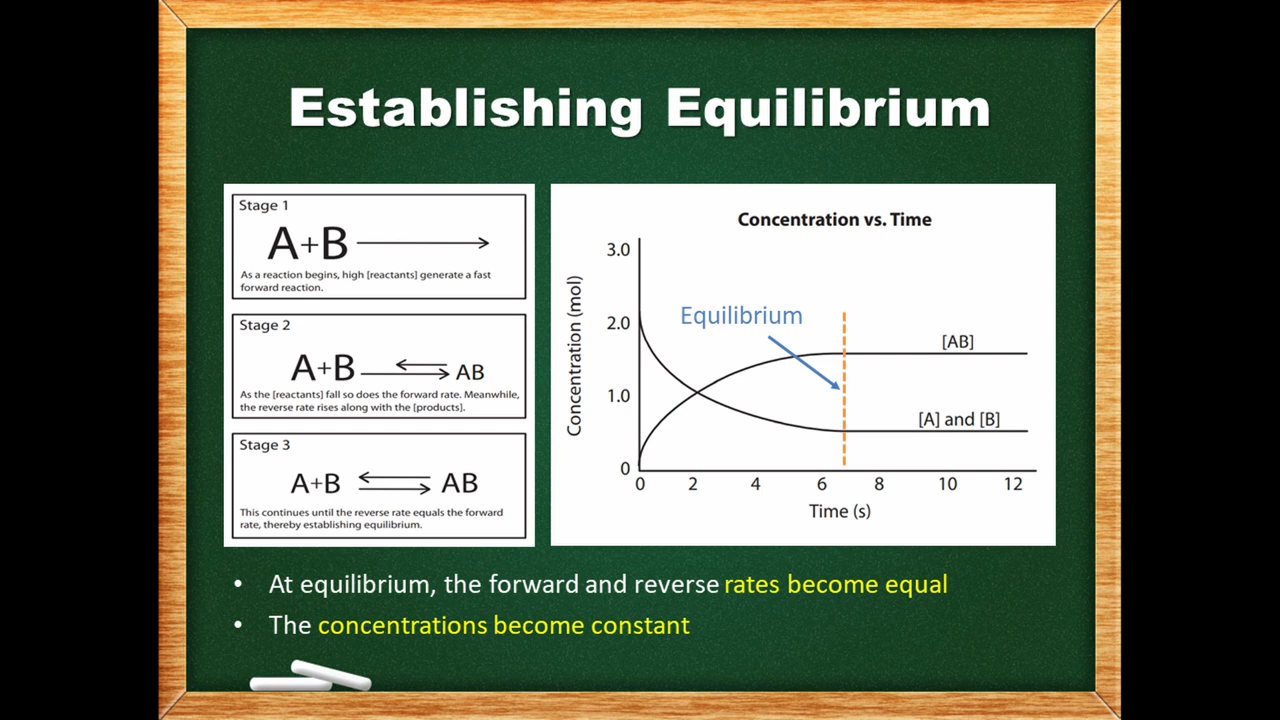 Establishing Equilibrium
Stage 1
A+B
As a reaction begins, high [reactants] generate a fast
forward reaction.
Stage 2
A+B AB
As the [reactants] fall so does the forward rate. Meanwhile,
the reverse rate rises along with the [products].
Stage 3
A+B AB
This continues until the reverse rate equals the forward
rate, thereby establishing equilibrium.
Concentration vs. Time
Concentration (mol)
3.0
2.0
1.0
0
Equilibrium
[AB]
[A] and [B]
0 2 4 6 8 10 12
Time (s)
• At equilibrium, the forward and reverse rates become equal
• The concentrations become constant